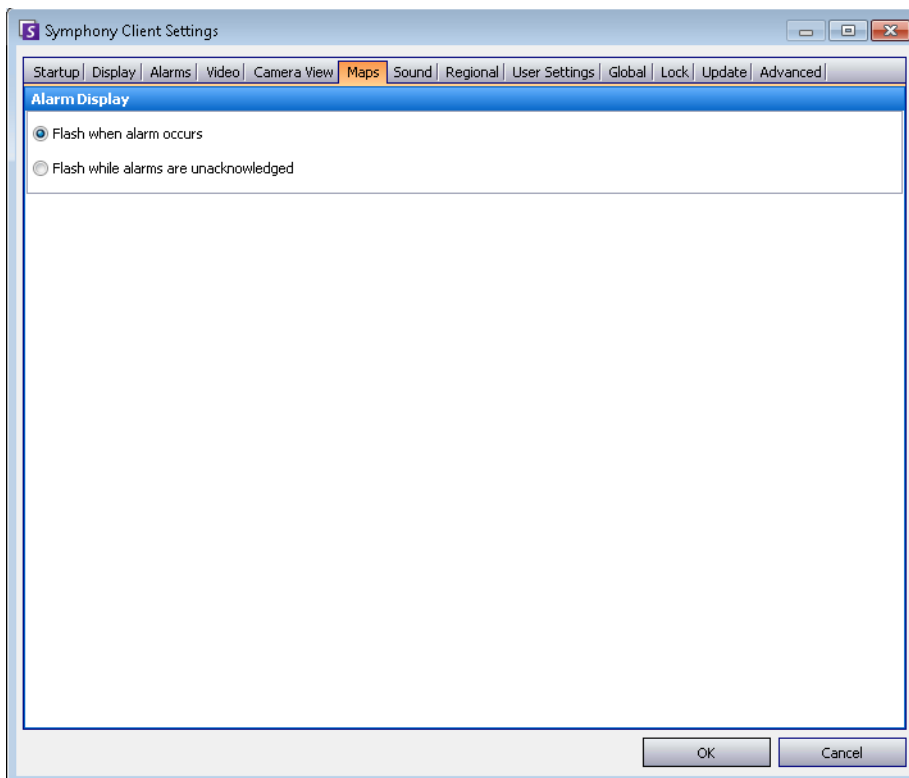 Symphony Client Settings
Startup Display Alarms Video Camera View Maps Sound Regional User Settings Global Lock Update Advanced
Alarm Display
Flash when alarm occurs
Flash while alarms are unacknowledged
OK Cancel